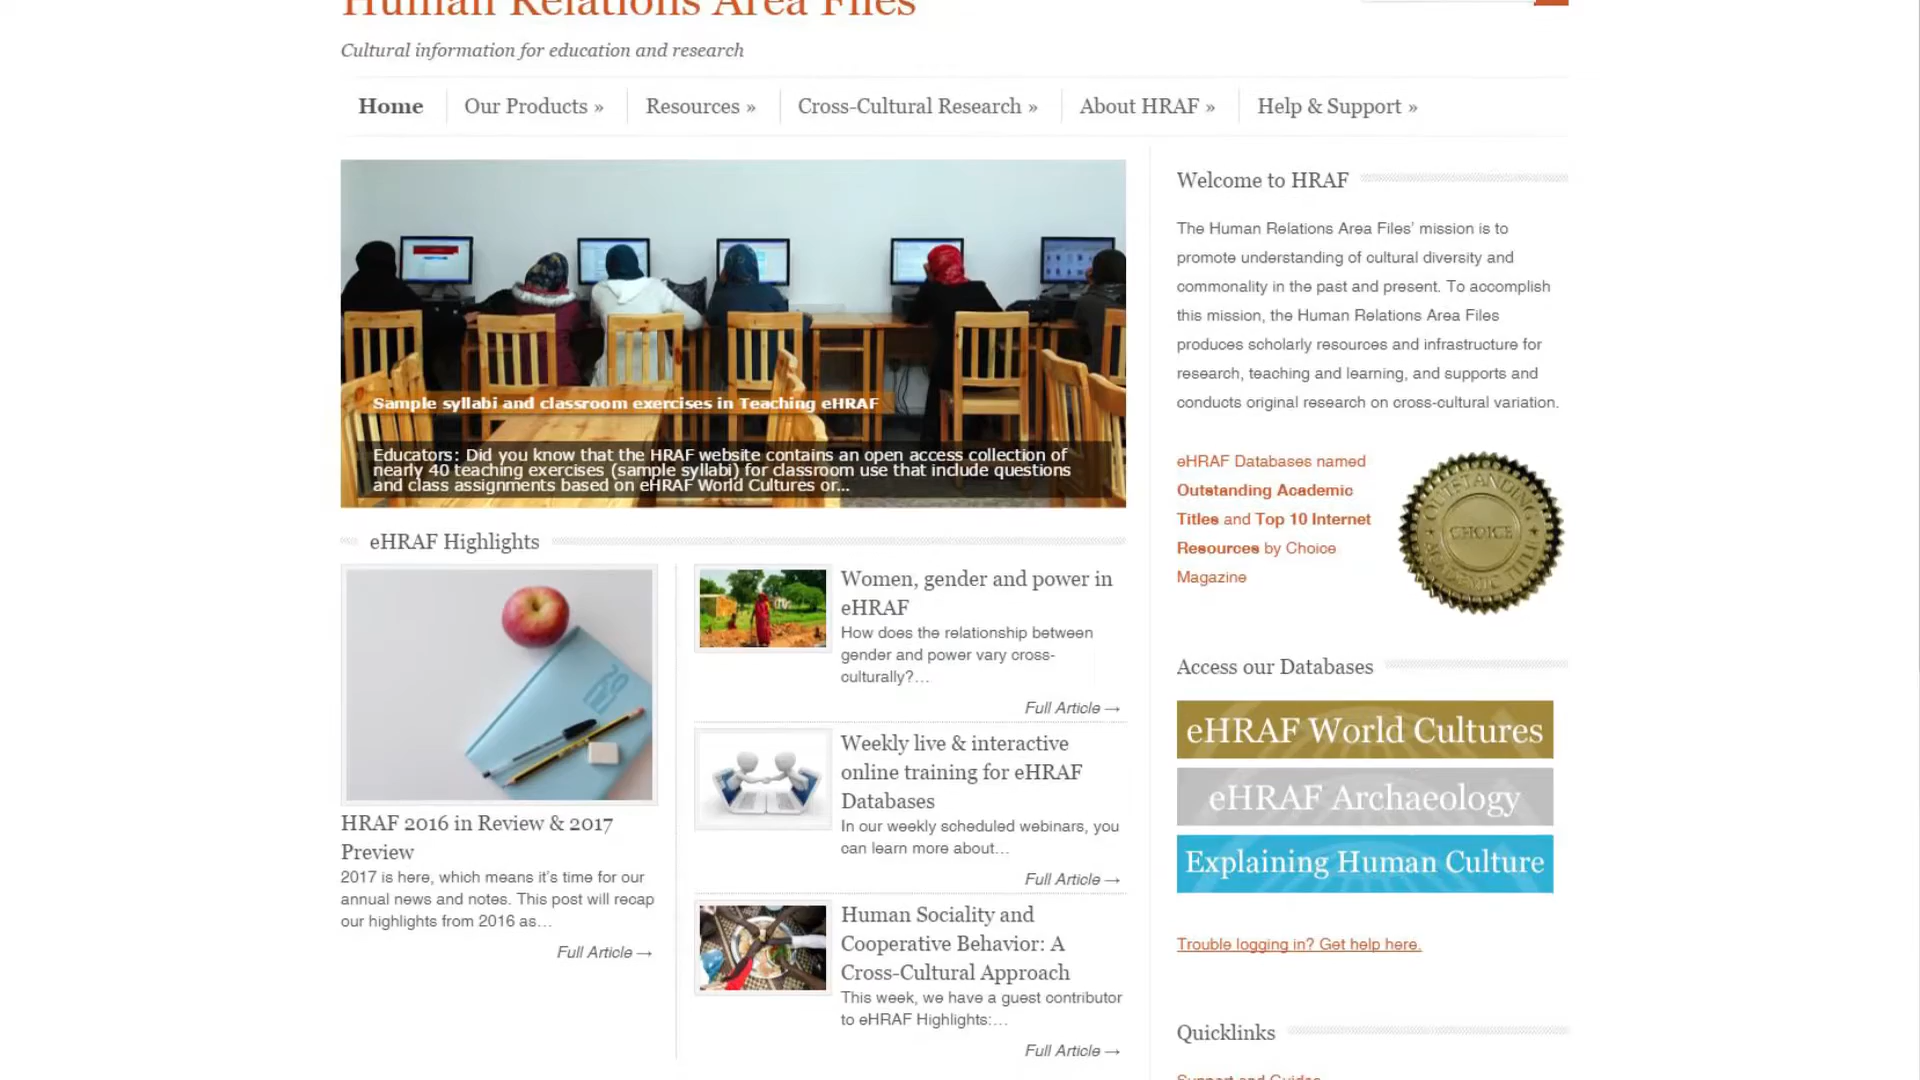 Human Relations Area Files
Cultural information for education and research
Home
Our Products »
Resources »
Cross-Cultural Research »
About HRAF »
Help & Support »
Sample syllabi and classroom exercises in Teaching eHRAF
Educators: Did you know that the HRAF website contains an open access collection of
nearly 40 teaching exercises (sample syllabi) for classroom use that include questions
and class assignments based on eHRAF World Cultures or...
eHRAF Highlights
HRAF 2016 in Review & 2017
Preview
2017 is here, which means it's time for our
annual news and notes. This post will recap
our highlights from 2016 as…
Full Article →
Women, gender and power in
eHRAF
How does the relationship between
gender and power vary cross-
culturally?…
Full Article →
Weekly live & interactive
online training for eHRAF
Databases
In our weekly scheduled webinars, you
can learn more about…
Full Article →
Human Sociality and
Cooperative Behavior: A
Cross-Cultural Approach
This week, we have a guest contributor
to eHRAF Highlights:…
Full Article →
Welcome to HRAF
The Human Relations Area Files’ mission is to
promote understanding of cultural diversity and
commonality in the past and present. To accomplish
this mission, the Human Relations Area Files
produces scholarly resources and infrastructure for
research, teaching and learning, and supports and
conducts original research on cross-cultural variation.
eHRAF Databases named
Outstanding Academic
Titles and Top 10 Internet
Resources by Choice
Magazine
OUTSTANDING
CHOICE
ACADEMIC TITLE
Access our Databases
eHRAF World Cultures
eHRAF Archaeology
Explaining Human Culture
Trouble logging in? Get help here.
Quicklinks
Support and Guides